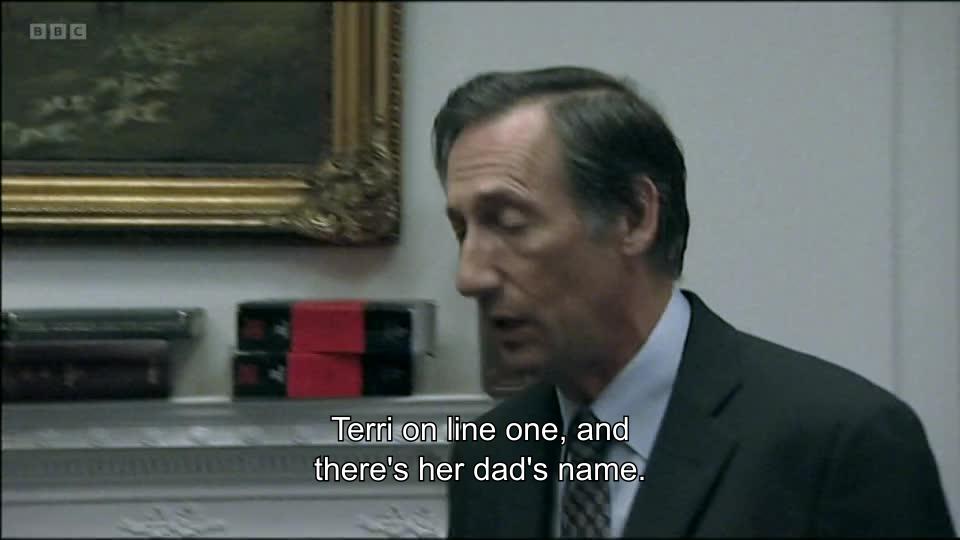 BBC
Terri on line one, and
there's her dad's name.